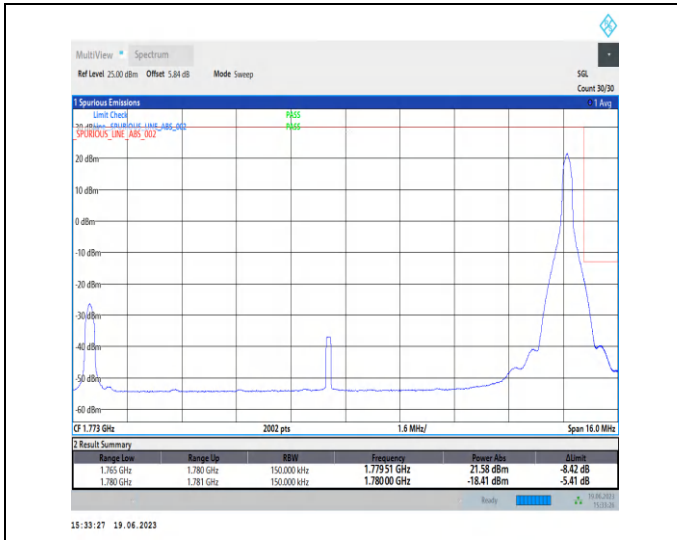 MultiView Spectrum
Ref Level 25.00 dBm Offset 5.84 dB Mode Sweep SGL
Count 30/30
1 Spurious Emissions 1 Avg
Limit Check PASS
PASS
SPURIOUS_LINE_ABS_002
20 dBm
10 dBm
0 dBm
-10 dBm
-20 dBm
-30 dBm
-40 dBm
-50 dBm
-60 dBm
CF 1.773 GHz 2002 pts 1.6 MHz/ Span 16.0 MHz
2 Result Summary
Range Low Range Up RBW Frequency Power Abs ΔLimit
1.765 GHz 1.780 GHz 150.000 kHz 1.77951 GHz 21.58 dBm -8.42 dB
1.780 GHz 1.781 GHz 150.000 kHz 1.78000 GHz -18.41 dBm -5.41 dB
Ready 19.06.2023
15:33:27 19.06.2023